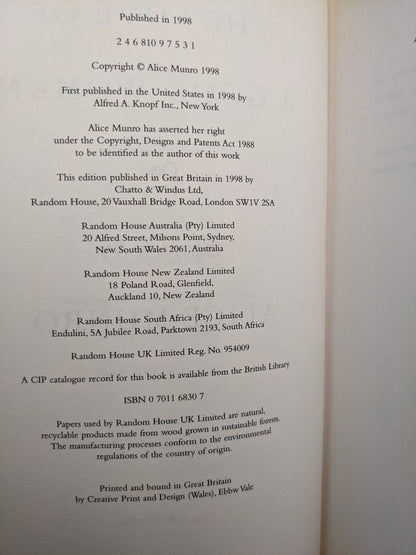 Published in 1998
2 4 6 8 10 9 7 5 3 1
Copyright © Alice Munro 1998
First published in the United States in 1998 by
Alfred A. Knopf Inc., New York
Alice Munro has asserted her right
under the Copyright, Designs and Patents Act 1988
to be identified as the author of this work
This edition published in Great Britain in 1998 by
Chatto & Windus Ltd,
Random House, 20 Vauxhall Bridge Road, London SW1V 2SA
Random House Australia (Pty) Limited
20 Alfred Street, Milsons Point, Sydney,
New South Wales 2061, Australia
Random House New Zealand Limited
18 Poland Road, Glenfield,
Auckland 10, New Zealand
Random House South Africa (Pty) Limited
Endulini, 5A Jubilee Road, Parktown 2193, South Africa
Random House UK Limited Reg. No. 954009
A CIP catalogue record for this book is available from the British Library
ISBN 0 7011 6830 7
Papers used by Random House UK Limited are natural,
recyclable products made from wood grown in sustainable forests.
The manufacturing processes conform to the environmental
regulations of the country of origin.
Printed and bound in Great Britain
by Creative Print and Design (Wales), Ebbw Vale